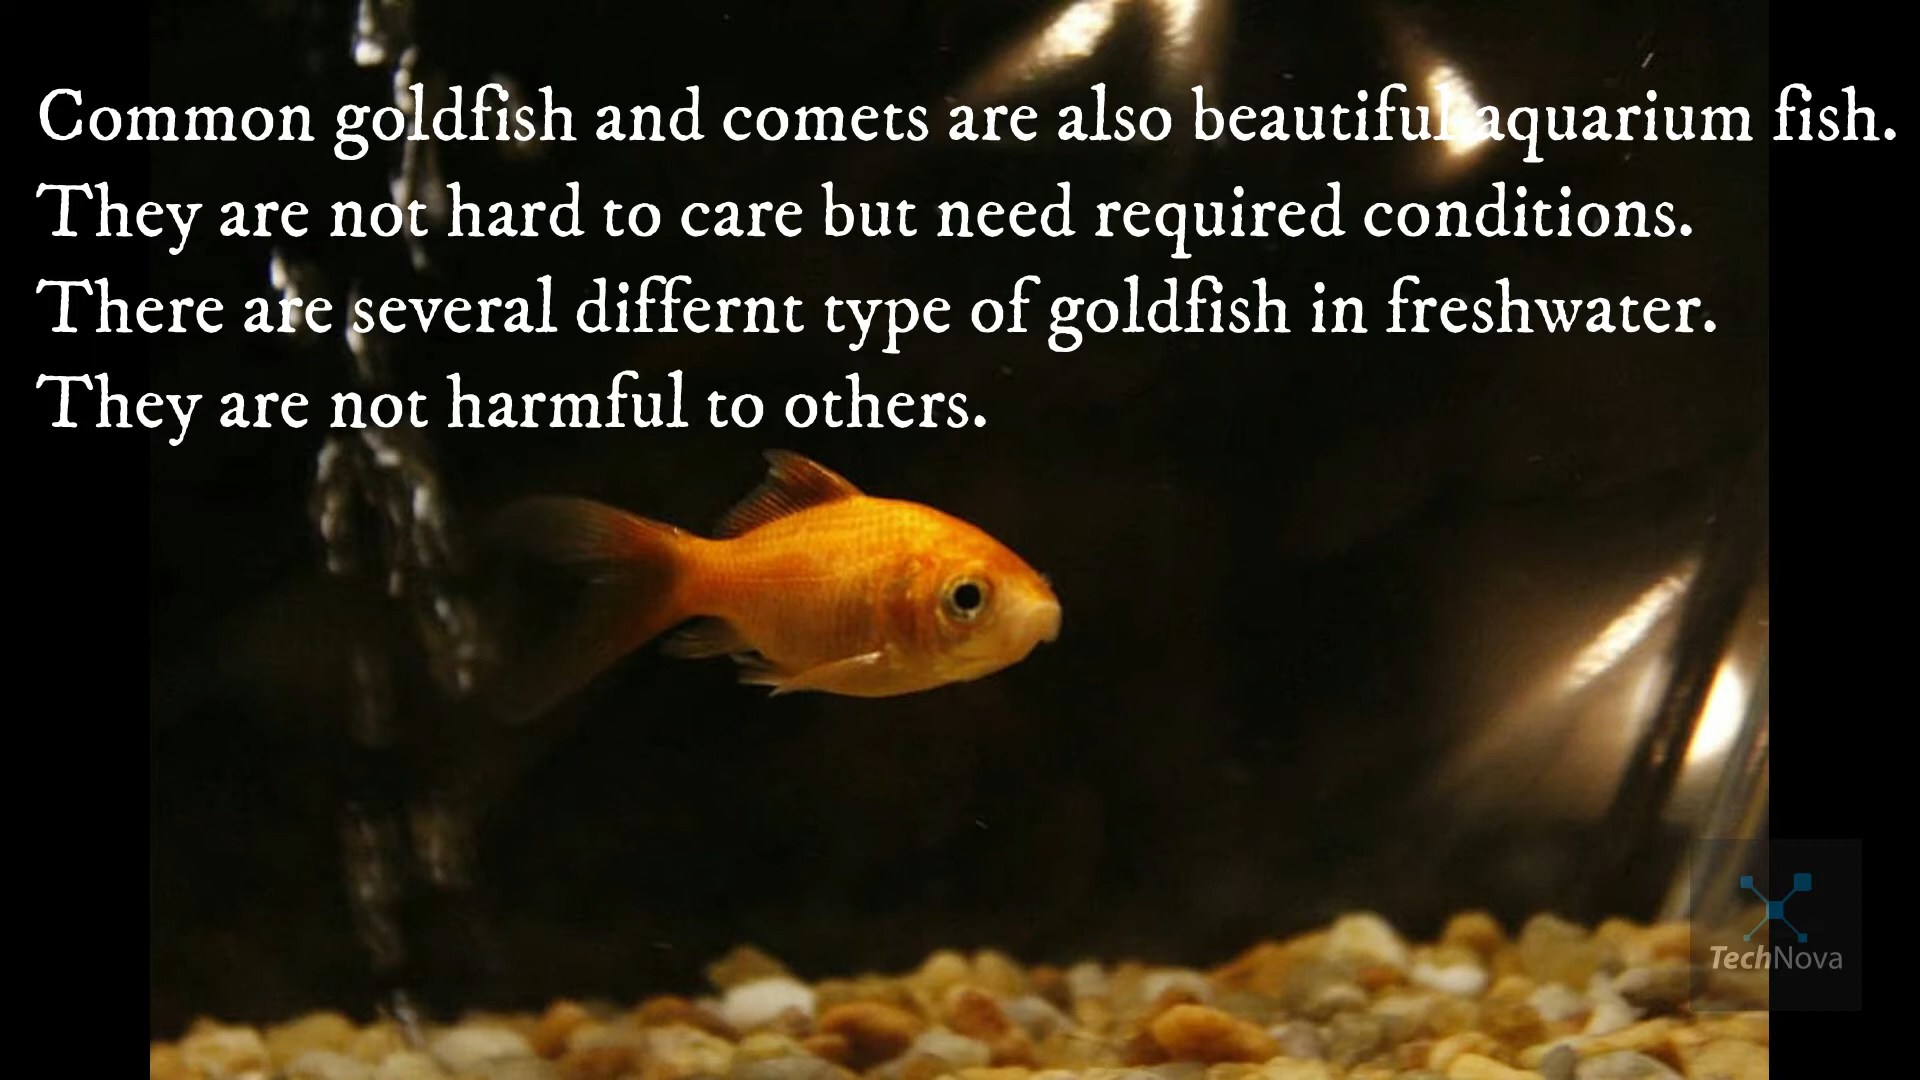 Common goldfish and comets are also beautiful aquarium fish.
They are not hard to care but need required conditions.
There are several differnt type of goldfish in freshwater.
They are not harmful to others.
TechNova